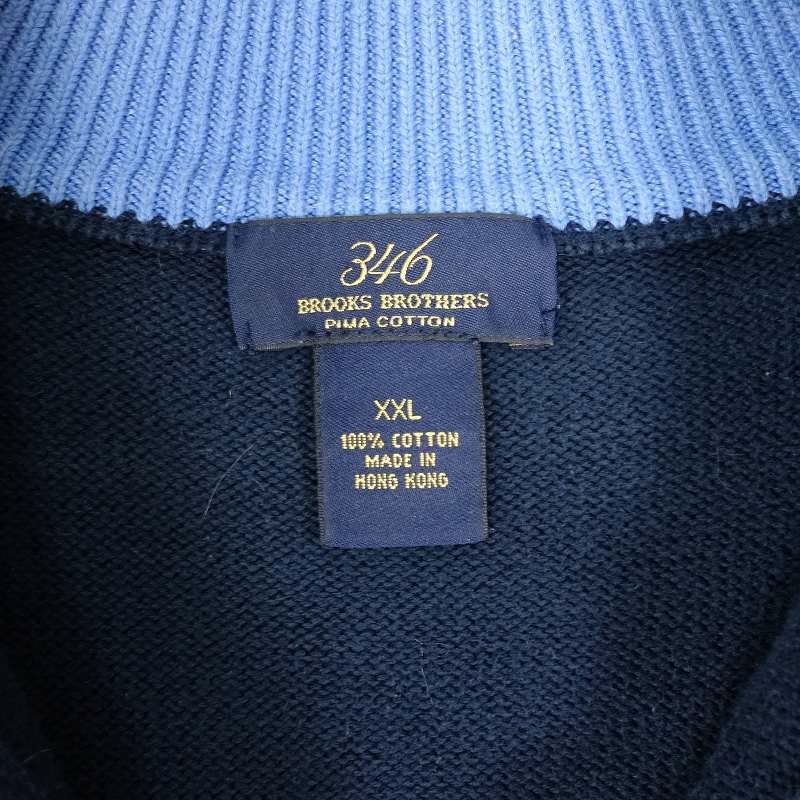 346
BROOKS BROTHERS
PIMA COTTON
XXL
100% COTTON
MADE IN
HONG KONG